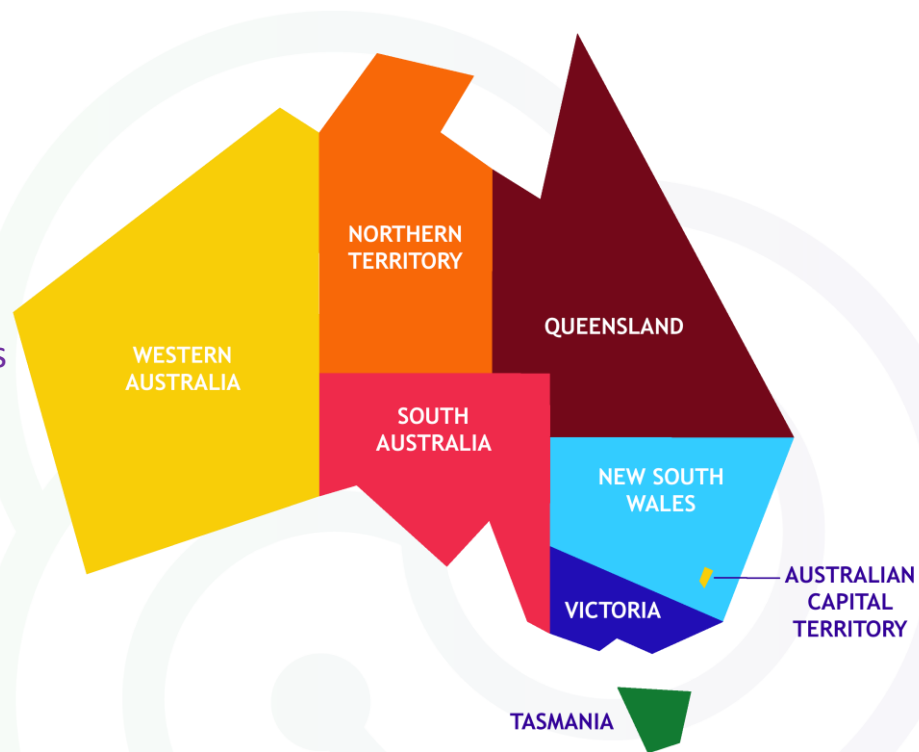 NORTHERN
TERRITORY
QUEENSLAND
S
WESTERN
AUSTRALIA
SOUTH
AUSTRALIA
NEW SOUTH
WALES
AUSTRALIAN
CAPITAL
TERRITORY
VICTORIA
TASMANIA